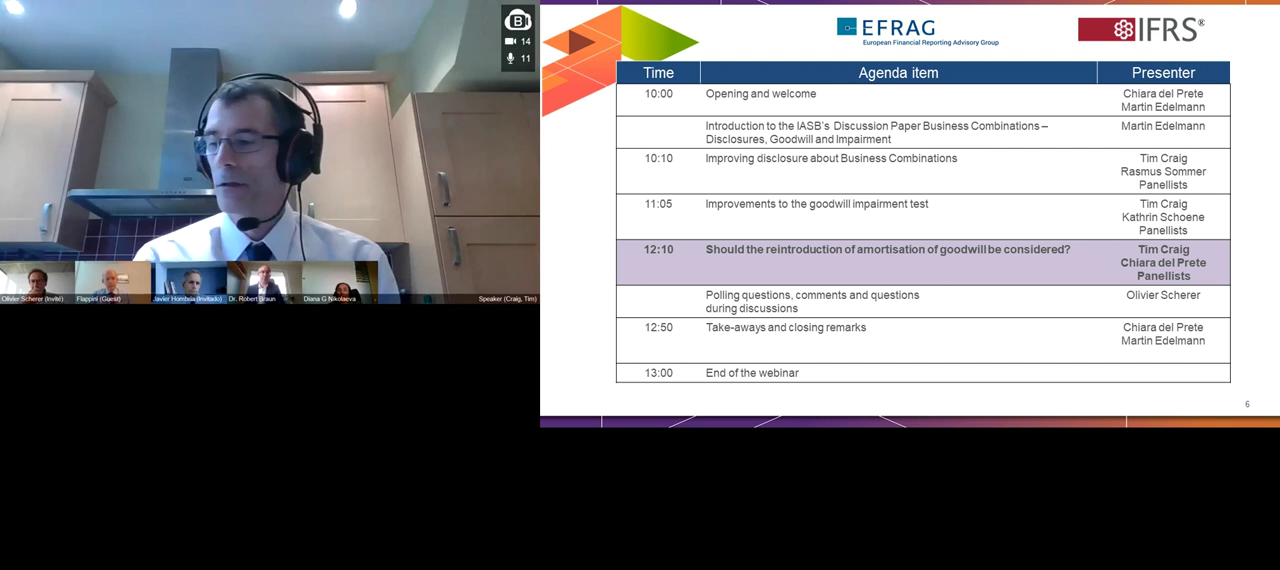 B
14
11
Olivier Scherer (Invité)
Flappini (Guest)
Javier Hombria (Invitado)
Dr. Robert Braun
Diana G Nikolaeva
Speaker (Craig, Tim)
EFRAG
European Financial Reporting Advisory Group
IFRS®
Time Agenda item Presenter
10:00 Opening and welcome Chiara del Prete
Martin Edelmann
Introduction to the IASB's Discussion Paper Business Combinations – Martin Edelmann
Disclosures, Goodwill and Impairment
10:10 Improving disclosure about Business Combinations Tim Craig
Rasmus Sommer
Panellists
11:05 Improvements to the goodwill impairment test Tim Craig
Kathrin Schoene
Panellists
12:10 Should the reintroduction of amortisation of goodwill be considered? Tim Craig
Chiara del Prete
Panellists
Polling questions, comments and questions Olivier Scherer
during discussions
12:50 Take-aways and closing remarks Chiara del Prete
Martin Edelmann
13:00 End of the webinar
6